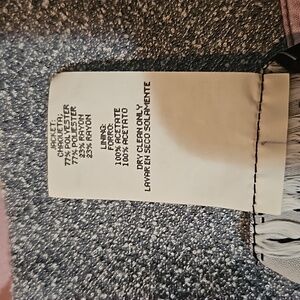 JACKET:
CHAQUETA:
77% POLYESTER
77% POLIESTER
23% RAYON
23% RAYON
LINING:
FORRO:
100% ACETATE
100% ACETATO
DRY CLEAN ONLY
LAVAR EN SECO SOLAMENTE